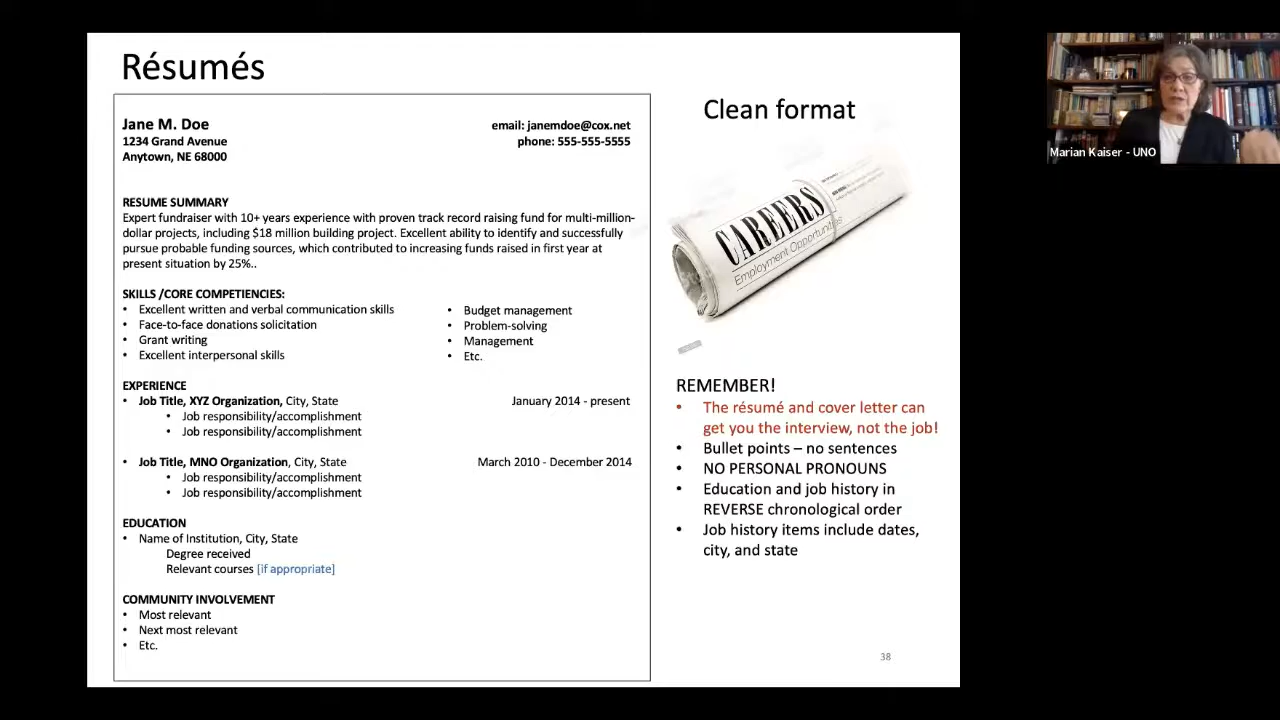 Résumés
Jane M. Doe
1234 Grand Avenue
Anytown, NE 68000
email: janemdoe@cox.net
phone: 555-555-5555
RESUME SUMMARY
Expert fundraiser with 10+ years experience with proven track record raising fund for multi-million-
dollar projects, including $18 million building project. Excellent ability to identify and successfully
pursue probable funding sources, which contributed to increasing funds raised in first year at
present situation by 25%..
SKILLS /CORE COMPETENCIES:
• Excellent written and verbal communication skills
• Face-to-face donations solicitation
• Grant writing
• Excellent interpersonal skills
• Budget management
• Problem-solving
• Management
• Etc.
EXPERIENCE
• Job Title, XYZ Organization, City, State January 2014 - present
• Job responsibility/accomplishment
• Job responsibility/accomplishment
• Job Title, MNO Organization, City, State March 2010 - December 2014
• Job responsibility/accomplishment
• Job responsibility/accomplishment
EDUCATION
• Name of Institution, City, State
Degree received
Relevant courses [if appropriate]
COMMUNITY INVOLVEMENT
• Most relevant
• Next most relevant
• Etc.
Clean format
CAREERS
Employment Opportunities
REMEMBER!
• The résumé and cover letter can
get you the interview, not the job!
• Bullet points – no sentences
• NO PERSONAL PRONOUNS
• Education and job history in
REVERSE chronological order
• Job history items include dates,
city, and state
38
Marian Kaiser - UNO